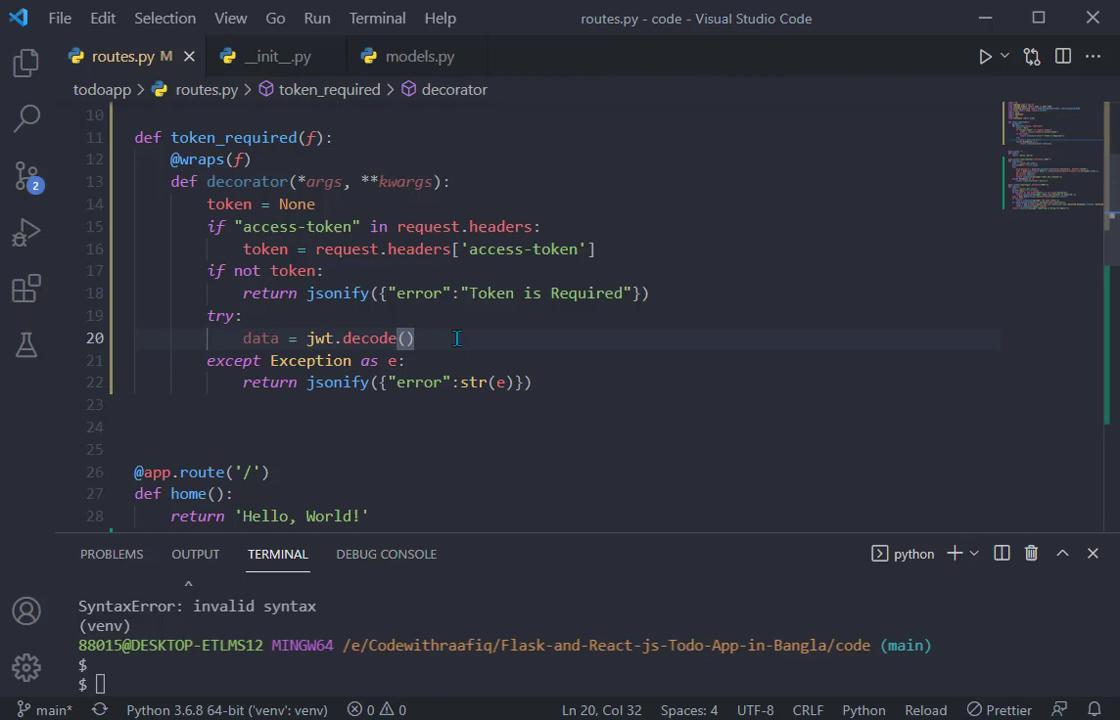 File Edit Selection View Go Run Terminal Help routes.py - code - Visual Studio Code
routes.py M __init__.py models.py
todoapp > routes.py > token_required > decorator
10
11 def token_required(f):
12 @wraps(f)
13 def decorator(*args, **kwargs):
14 token = None
15 if "access-token" in request.headers:
16 token = request.headers['access-token']
17 if not token:
18 return jsonify({"error":"Token is Required"})
19 try:
20 data = jwt.decode()
21 except Exception as e:
22 return jsonify({"error":str(e)})
23
24
25
26 @app.route('/')
27 def home():
28 return 'Hello, World!'
2
PROBLEMS OUTPUT TERMINAL DEBUG CONSOLE python
^
SyntaxError: invalid syntax
(venv)
88015@DESKTOP-ETLMS12 MINGW64 /e/Codewithraafiq/Flask-and-React-js-Todo-App-in-Bangla/code (main)
$
$
main* Python 3.6.8 64-bit ('venv': venv) 0 0 Ln 20, Col 32 Spaces: 4 UTF-8 CRLF Python Reload Prettier